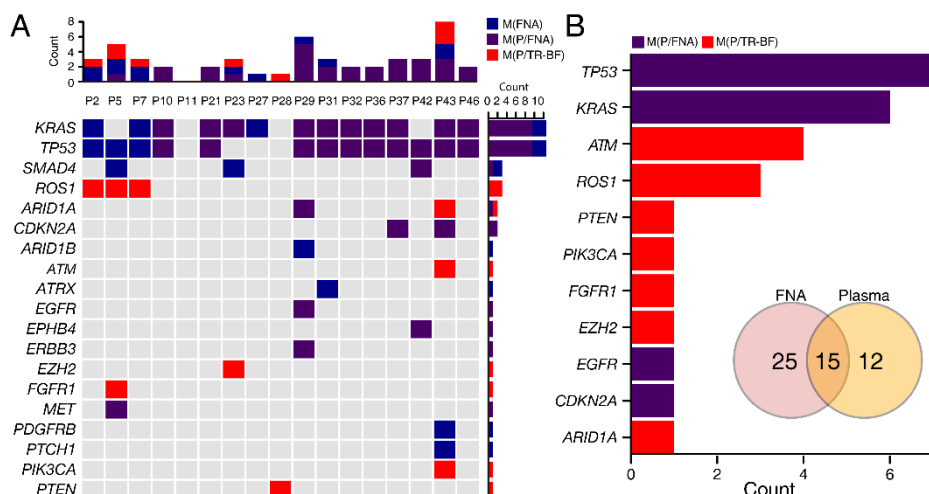 A
Count
8
6
4
2
0
M(FNA)
M(P/FNA)
M(P/TR-BF)
P2 P5 P7 P10 P11 P21 P23 P27 P28 P29 P31 P32 P36 P37 P42 P43 P46
Count
0 2 4 6 8 10
KRAS
TP53
SMAD4
ROS1
ARID1A
CDKN2A
ARID1B
ATM
ATRX
EGFR
EPHB4
ERBB3
EZH2
FGFR1
MET
PDGFRB
PTCH1
PIK3CA
PTEN
B
M(P/FNA) M(P/TR-BF)
TP53
KRAS
ATM
ROS1
PTEN
PIK3CA
FGFR1
EZH2
EGFR
CDKN2A
ARID1A
FNA Plasma
25 15 12
0 2 4 6
Count